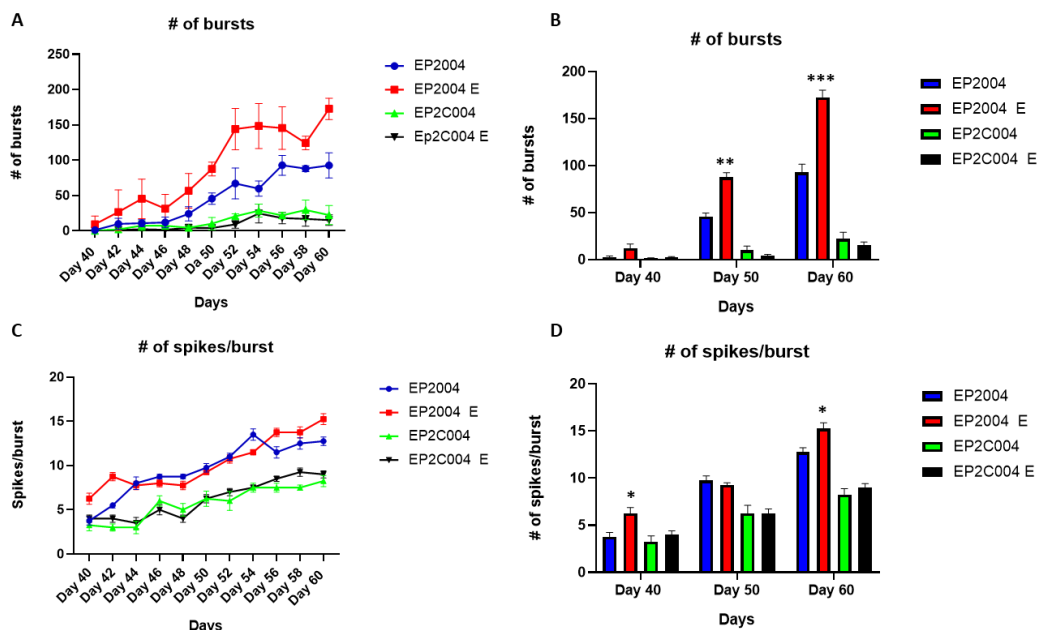 A
# of bursts
# of bursts
250
200
150
100
50
0
Day 40
Day 42
Day 44
Day 46
Day 48
Da 50
Day 52
Day 54
Day 56
Day 58
Day 60
Days
EP2004
EP2004 E
EP2C004
Ep2C004 E
B
# of bursts
# of bursts
200
150
100
50
0
**
***
Day 40
Day 50
Day 60
Days
EP2004
EP2004 E
EP2C004
EP2C004 E
C
# of spikes/burst
Spikes/burst
20
15
10
5
0
Day 40
Day 42
Day 44
Day 46
Day 48
Day 50
Day 52
Day 54
Day 56
Day 58
Day 60
Days
EP2004
EP2004 E
EP2C004
EP2C004 E
D
# of spikes/burst
# of spikes/burst
20
15
10
5
0
*
*
Day 40
Day 50
Day 60
Days
EP2004
EP2004 E
EP2C004
EP2C004 E